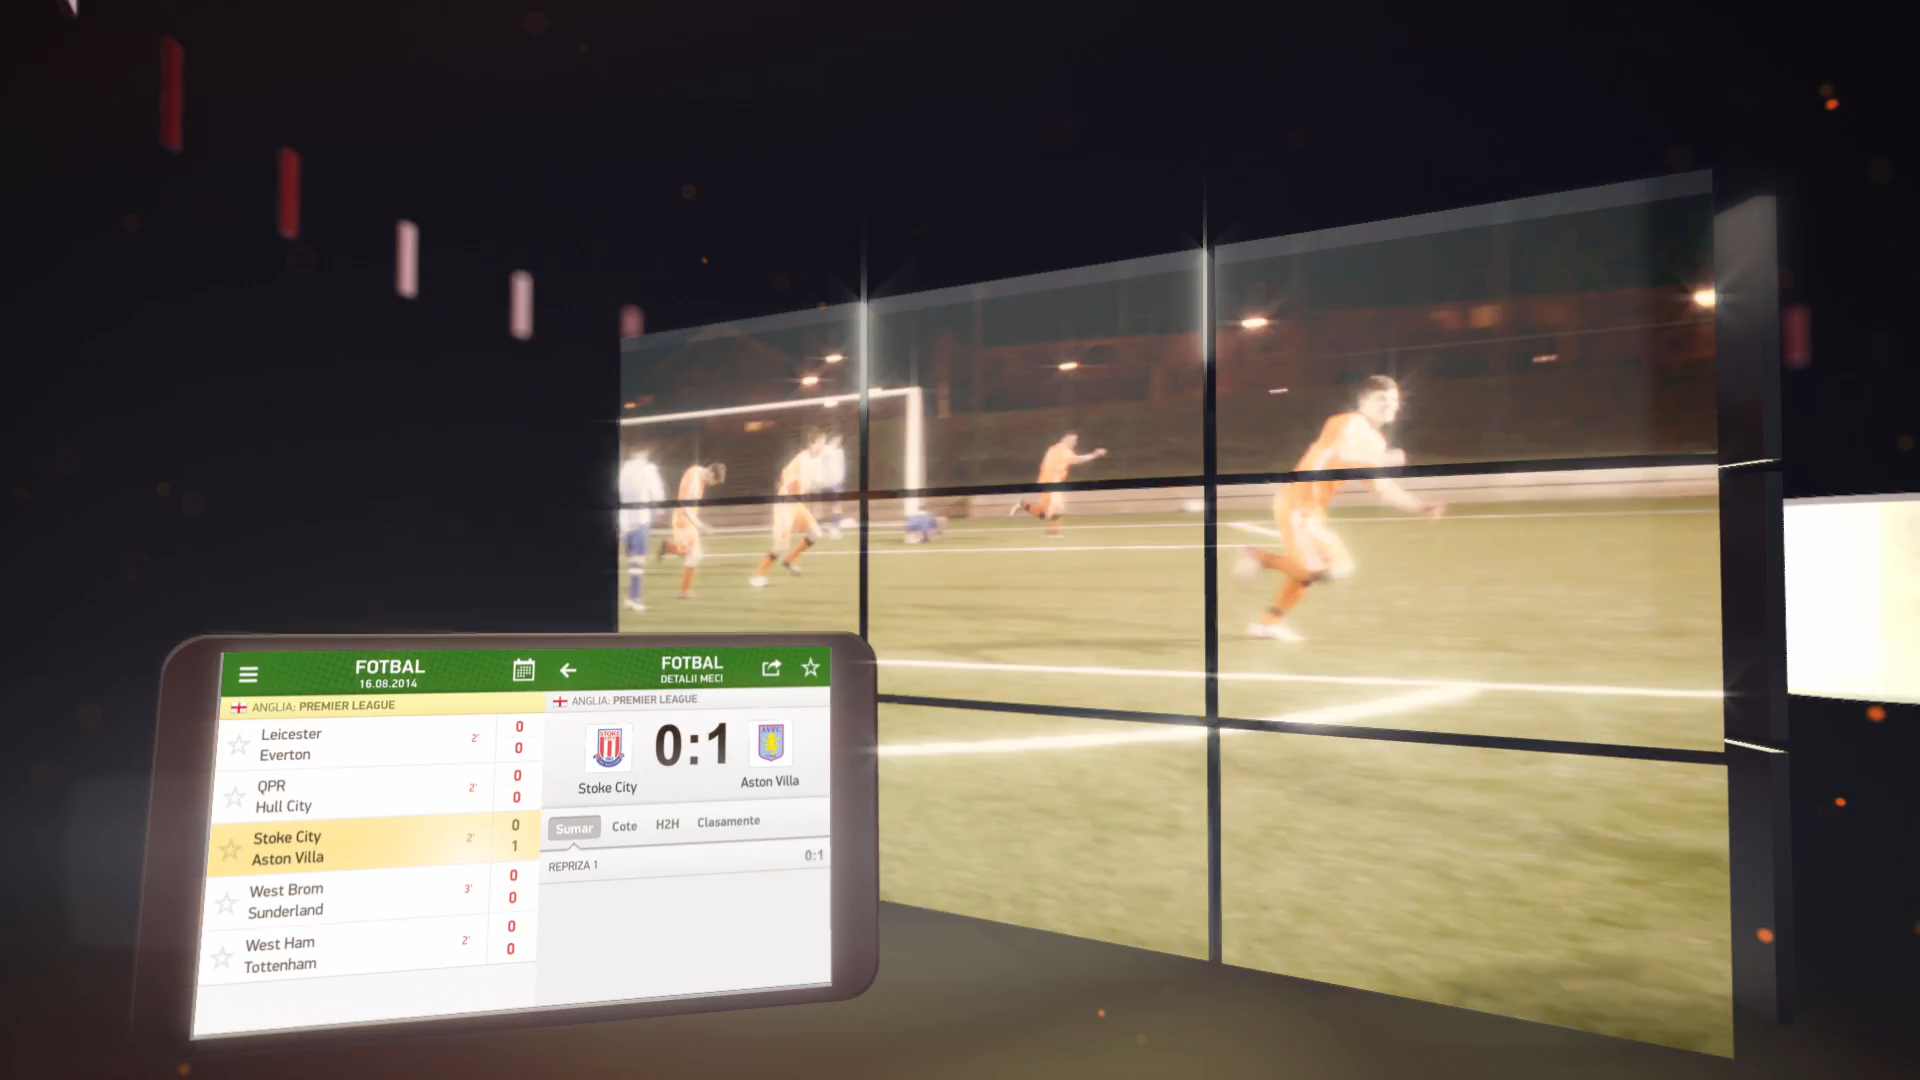 FOTBAL
16.08.2014
ANGLIA: PREMIER LEAGUE
Leicester
Everton
2'
0
0
QPR
Hull City
2'
0
0
Stoke City
Aston Villa
2'
0
1
West Brom
Sunderland
3'
0
0
West Ham
Tottenham
2'
0
0
FOTBAL
DETALII MECI
ANGLIA: PREMIER LEAGUE
0:1
Stoke City
Aston Villa
Sumar Cote H2H Clasamente
REPRIZA 1 0:1